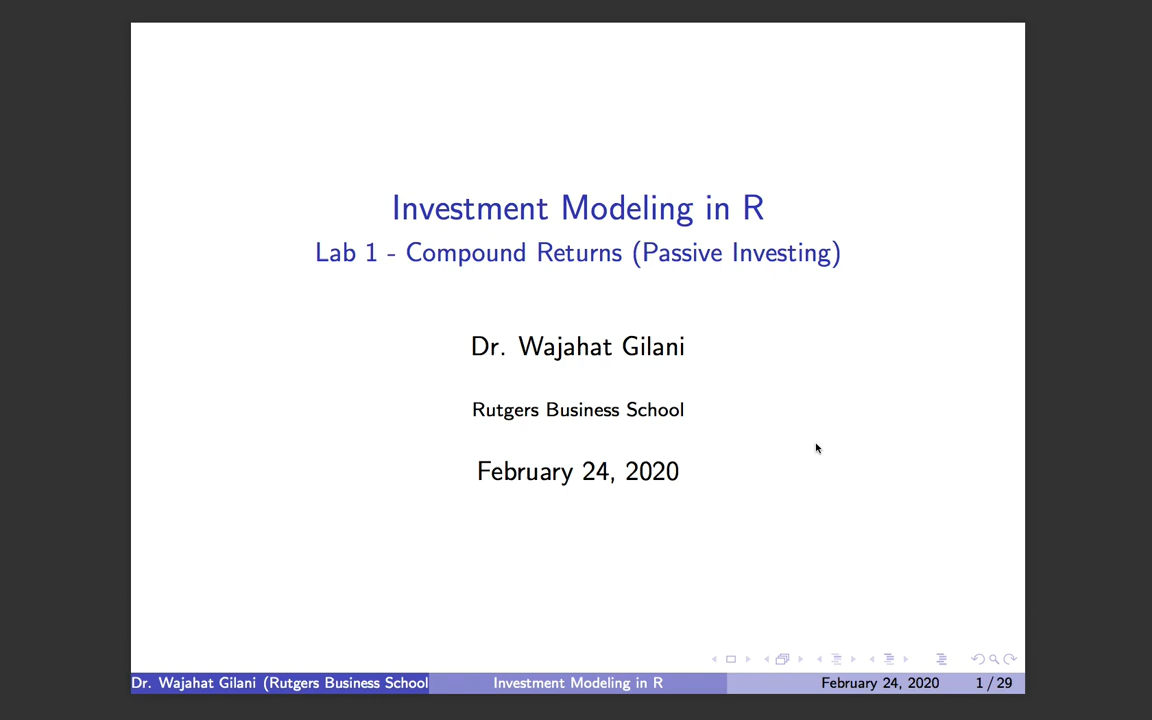 Investment Modeling in R
Lab 1 - Compound Returns (Passive Investing)
Dr. Wajahat Gilani
Rutgers Business School
February 24, 2020
Dr. Wajahat Gilani (Rutgers Business School
Investment Modeling in R
February 24, 2020
1 / 29